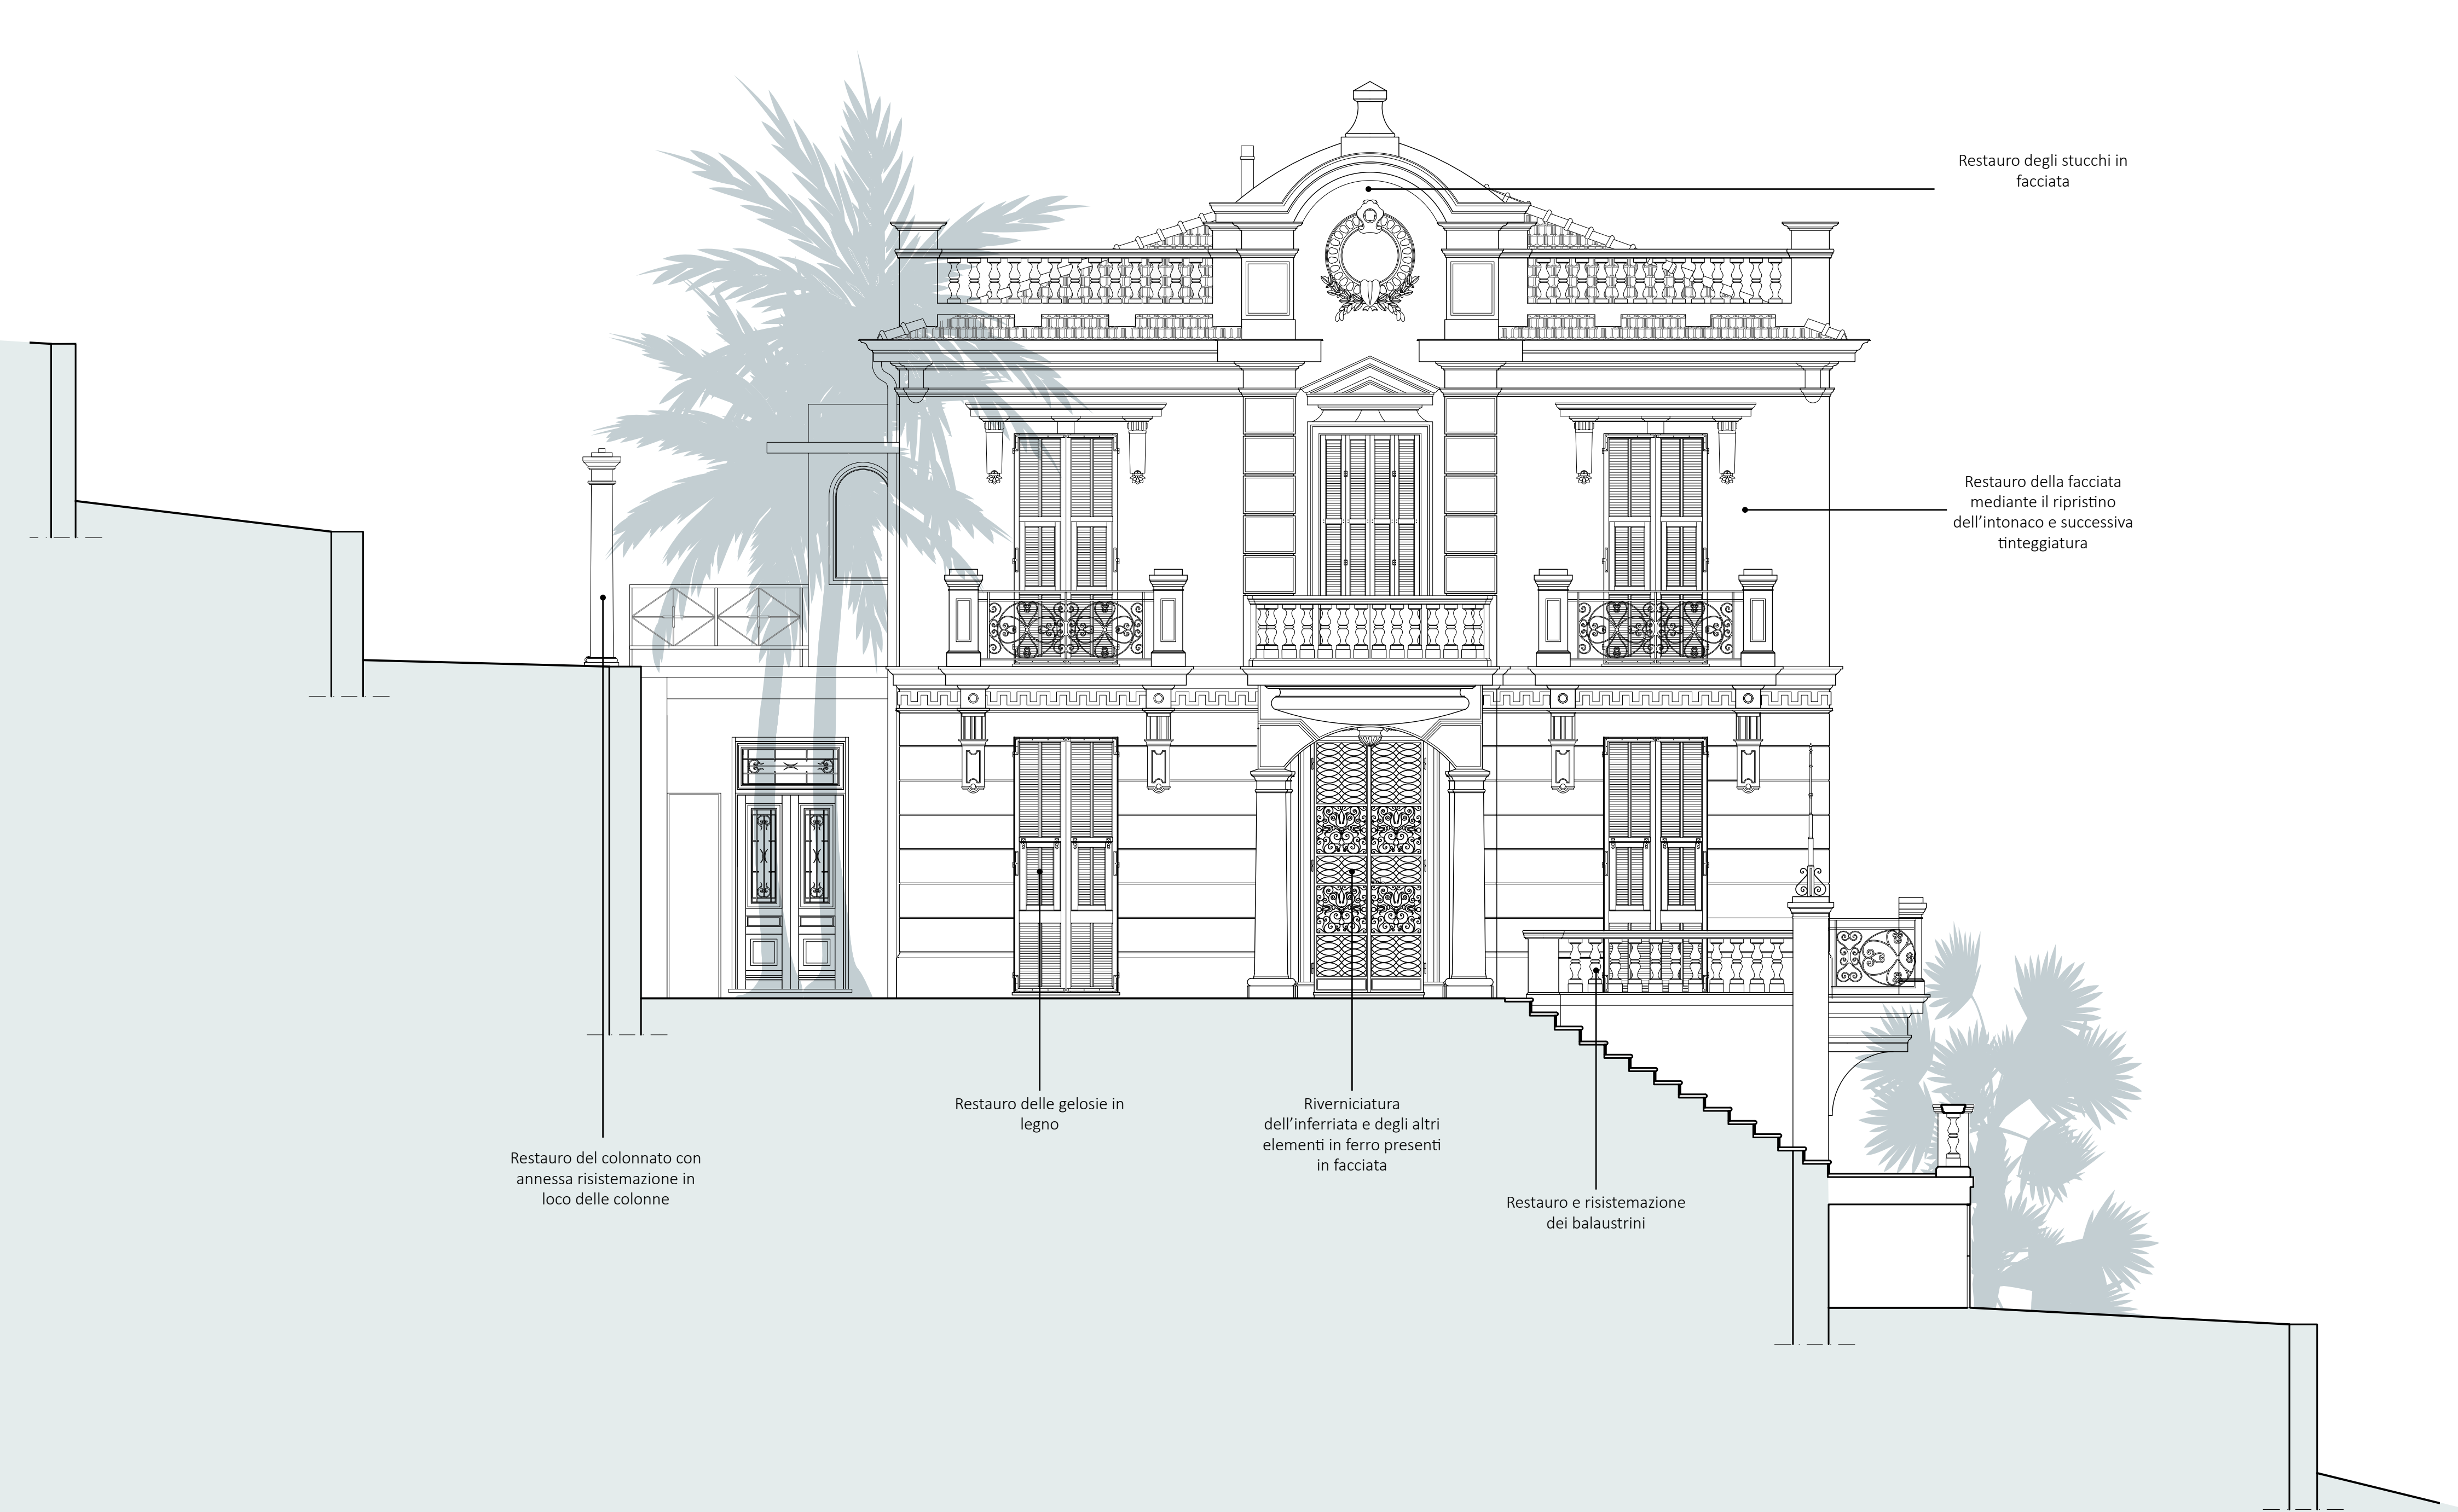 Restauro degli stucchi in
facciata
Restauro della facciata
mediante il ripristino
dell’intonaco e successiva
tinteggiatura
Restauro delle gelosie in
legno
Riverniciatura
dell’inferriata e degli altri
elementi in ferro presenti
in facciata
Restauro del colonnato con
annessa risistemazione in
loco delle colonne
Restauro e risistemazione
dei balaustrini